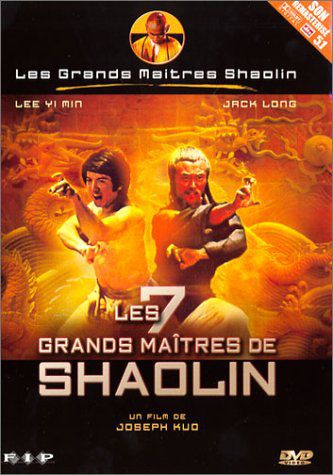 SON
REMASTERISÉ
5.1
Les Grands Maîtres Shaolin
LEE YI MIN
JACK LONG
LES 7
GRANDS MAÎTRES DE
SHAOLIN
UN FILM DE
JOSEPH KUO
FIP
DVD
VIDEO